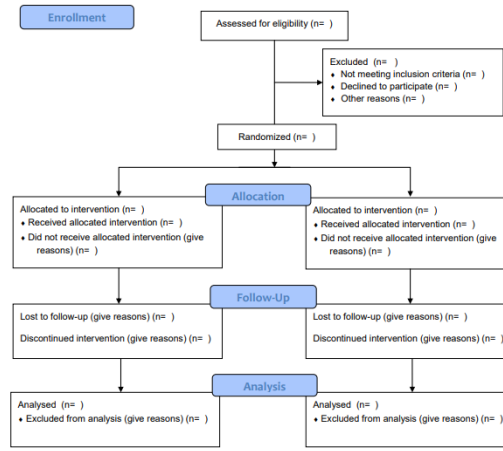 Enrollment
Assessed for eligibility (n= )
Excluded (n= )
♦ Not meeting inclusion criteria (n= )
♦ Declined to participate (n= )
♦ Other reasons (n= )
Randomized (n= )
Allocation
Allocated to intervention (n= )
♦ Received allocated intervention (n= )
♦ Did not receive allocated intervention (give
reasons) (n= )
Allocated to intervention (n= )
♦ Received allocated intervention (n= )
♦ Did not receive allocated intervention (give
reasons) (n= )
Follow-Up
Lost to follow-up (give reasons) (n= )
Discontinued intervention (give reasons) (n= )
Lost to follow-up (give reasons) (n= )
Discontinued intervention (give reasons) (n= )
Analysis
Analysed (n= )
♦ Excluded from analysis (give reasons) (n= )
Analysed (n= )
♦ Excluded from analysis (give reasons) (n= )